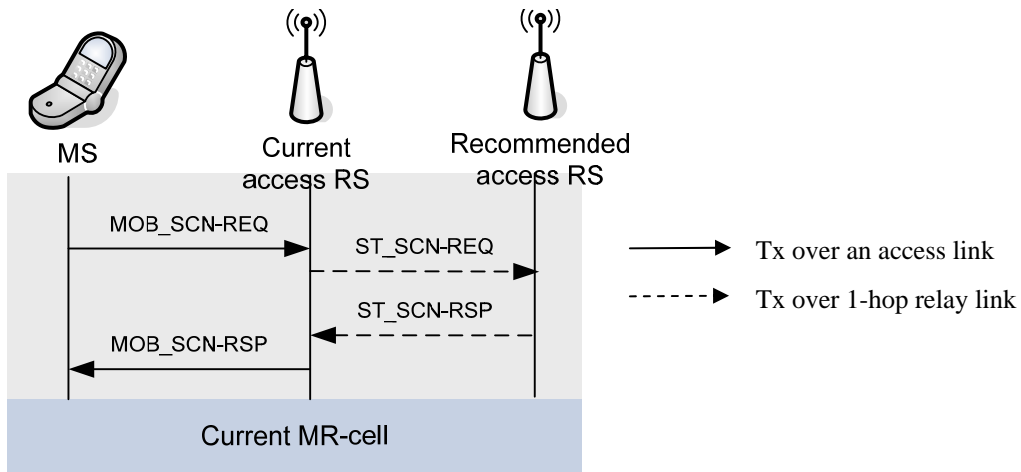 MS
Current
access RS
Recommended
access RS
MOB_SCN-REQ
ST_SCN-REQ
ST_SCN-RSP
MOB_SCN-RSP
Current MR-cell
Tx over an access link
Tx over 1-hop relay link